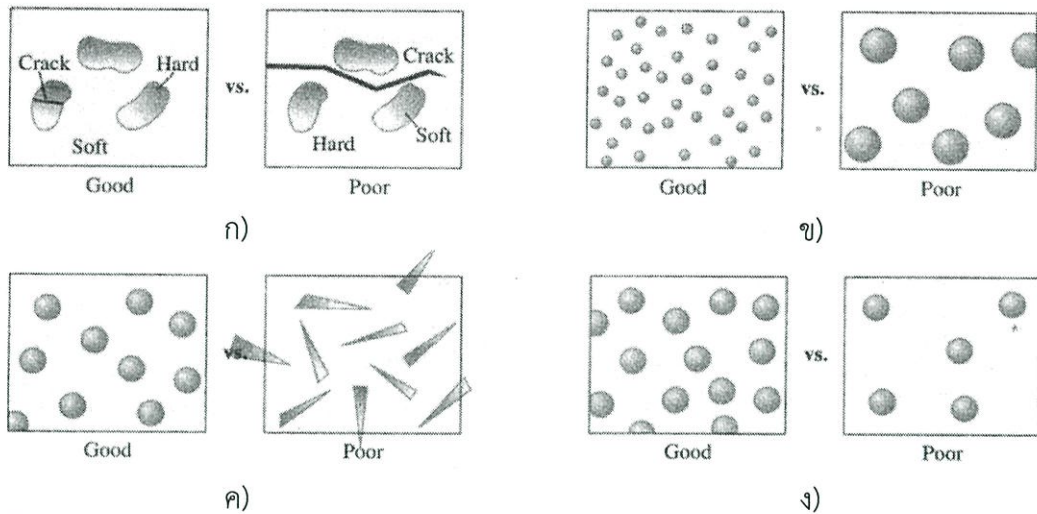 Crack
Hard
Soft
Good
vs.
Crack
Hard
Soft
Poor
ก)
Good
vs.
Poor
ข)
Good
vs.
Poor
ค)
Good
vs.
Poor
ง)